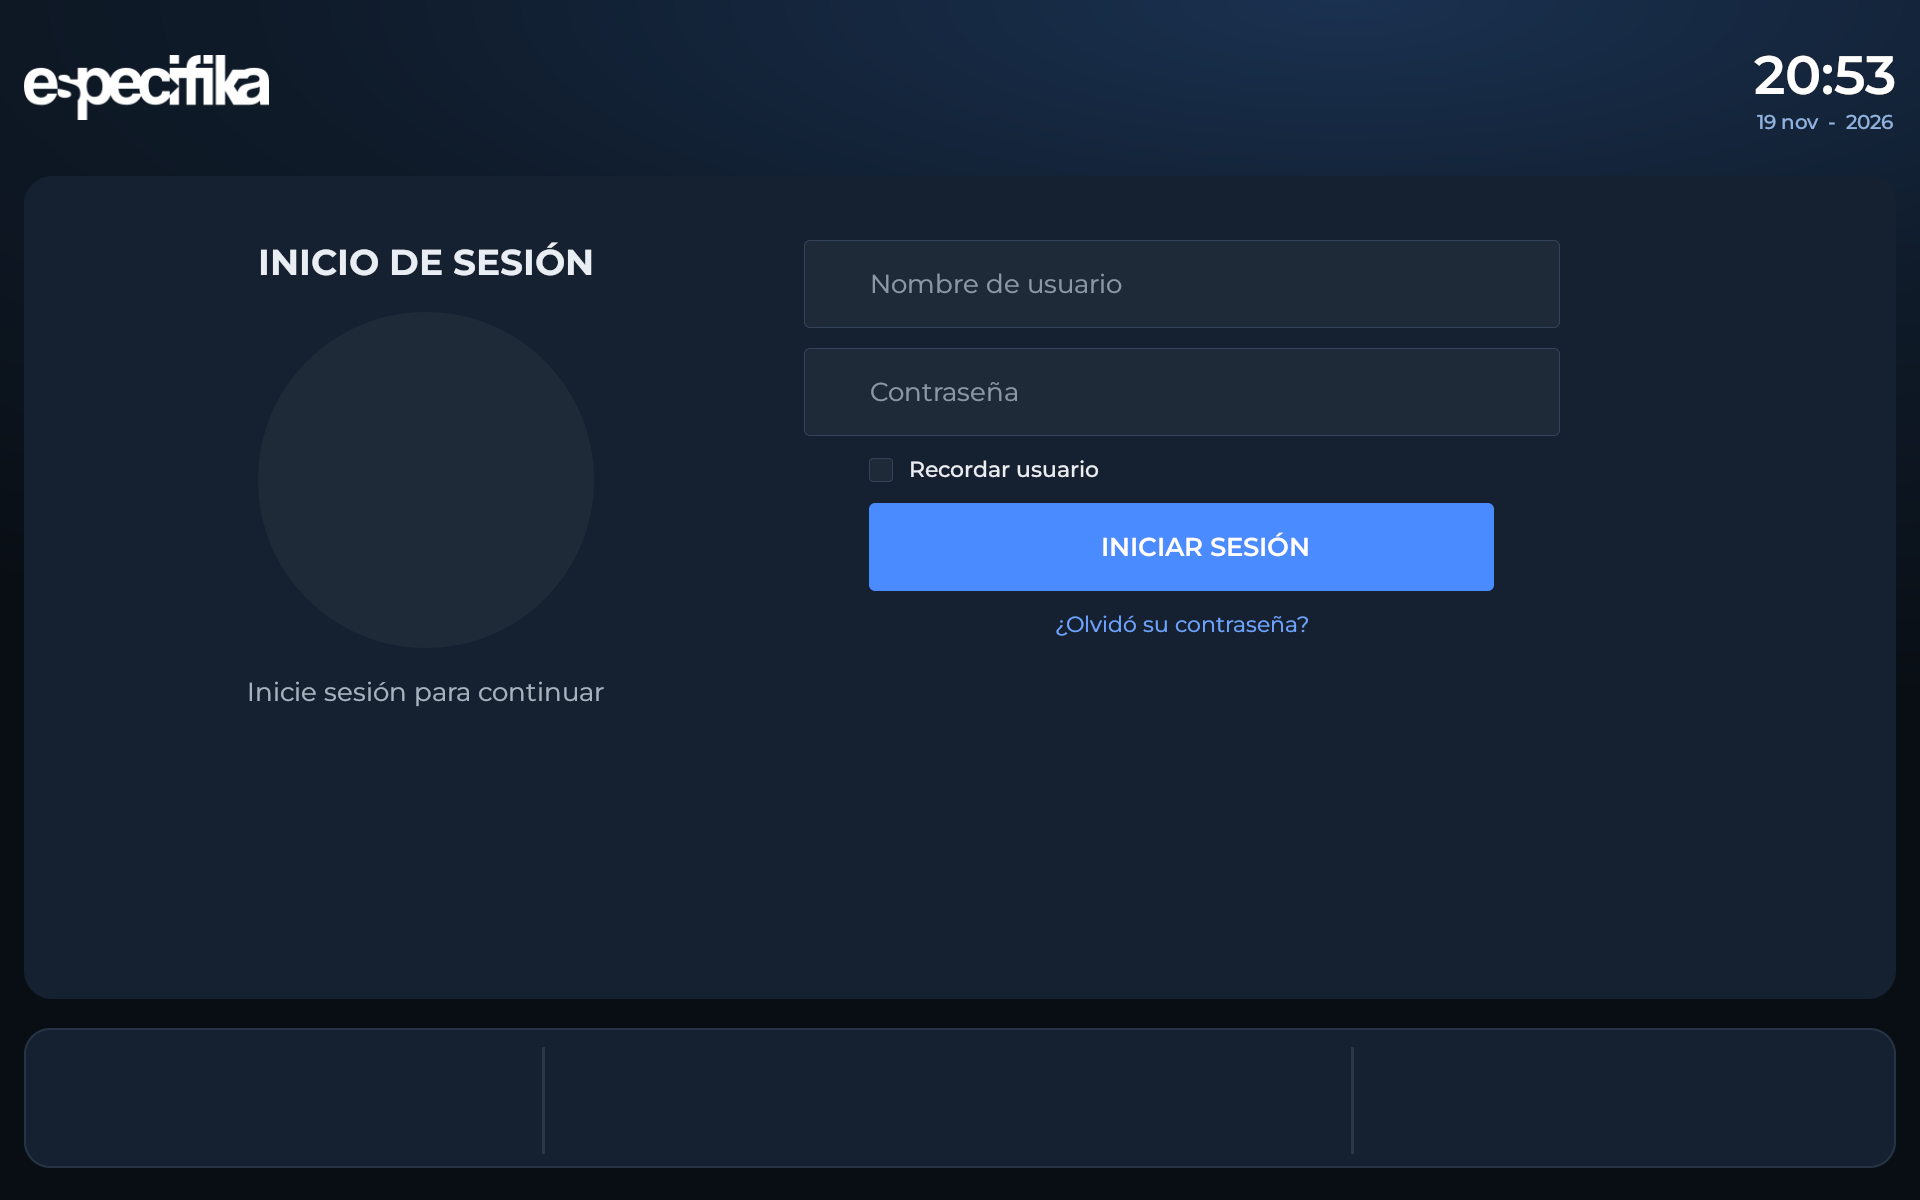 especifika
20:53
19 nov - 2026
INICIO DE SESIÓN
Inicie sesión para continuar
Nombre de usuario
Contraseña
Recordar usuario
INICIAR SESIÓN
¿Olvidó su contraseña?